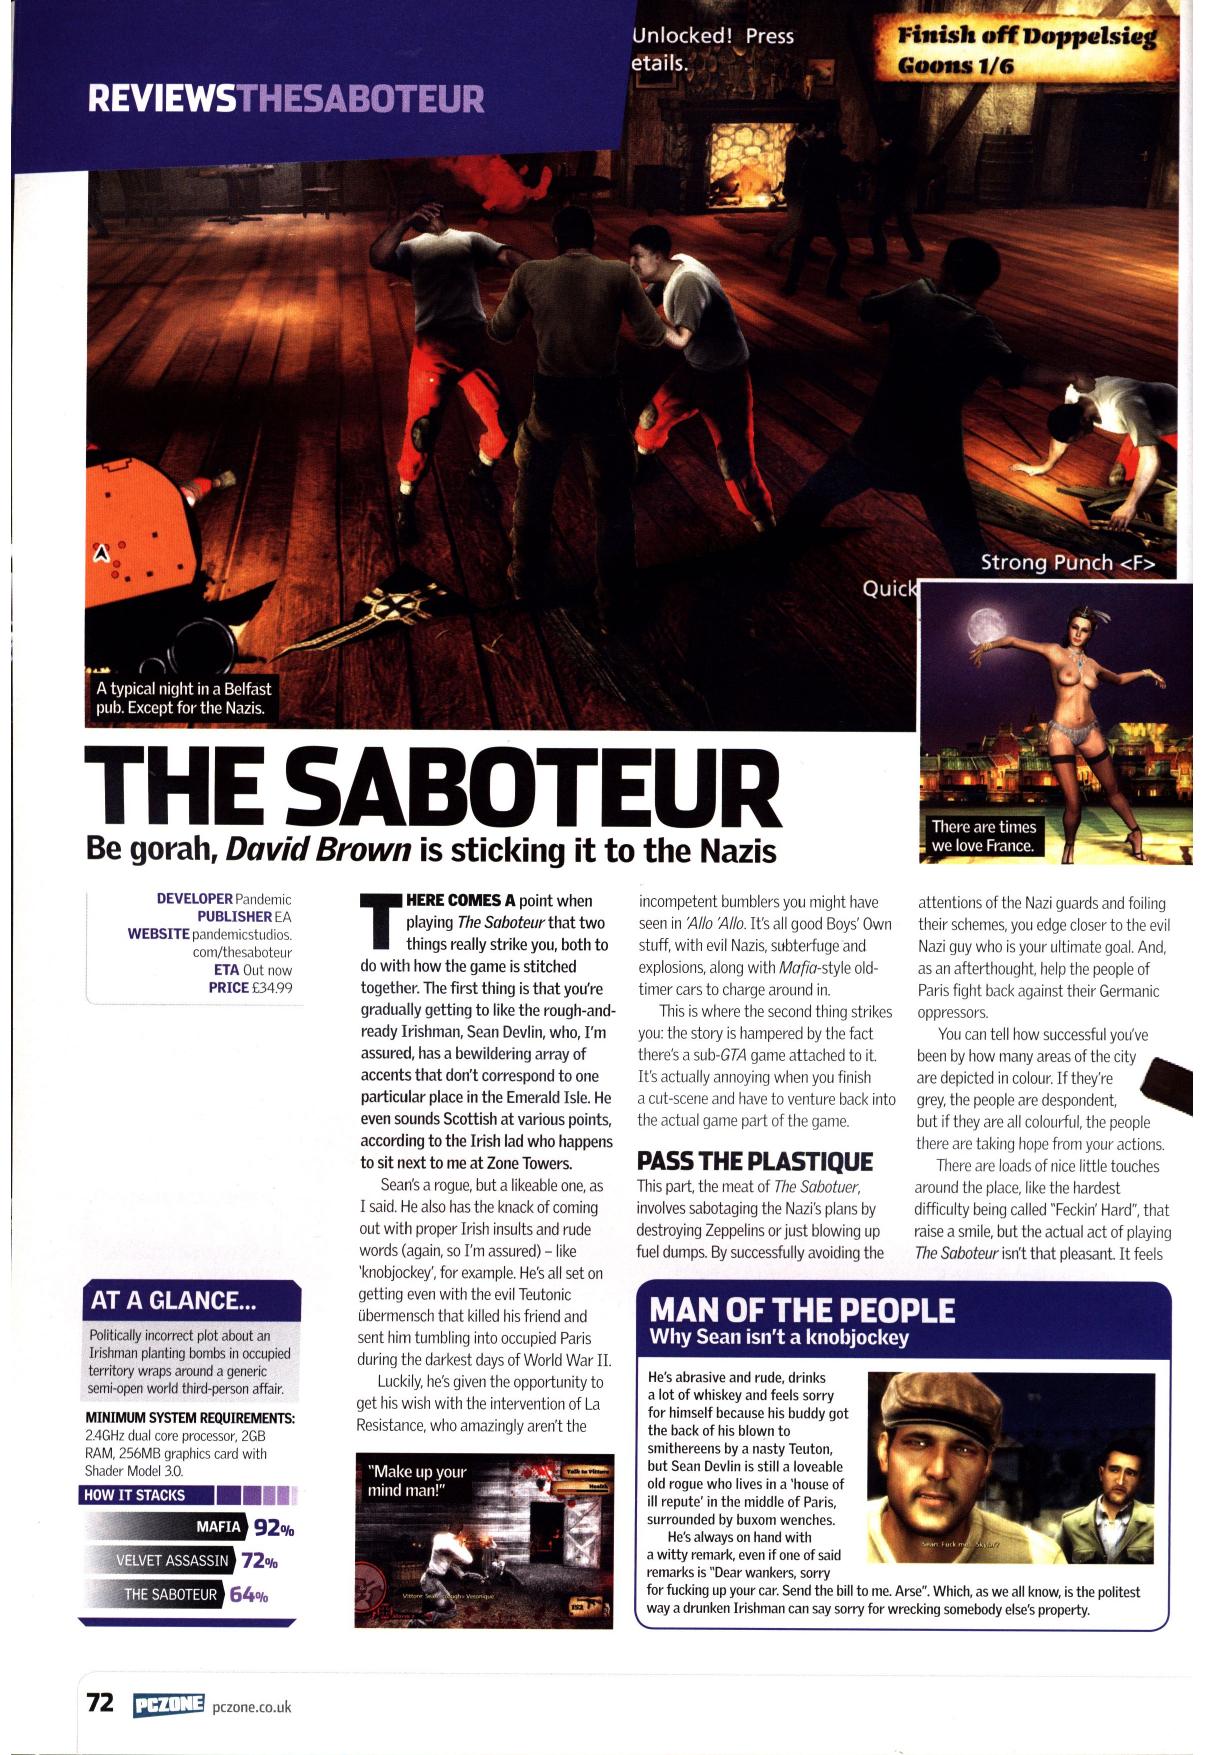 REVIEWSTHESABOTEUR
Unlocked! Press
etails.
Finish off Doppelsieg
Goons 1/6
Strong Punch <F>
Quick
A typical night in a Belfast
pub. Except for the Nazis.
There are times
we love France.
THE SABOTEUR
Be gorah, David Brown is sticking it to the Nazis
DEVELOPER Pandemic
PUBLISHER EA
WEBSITE pandemicstudios.
com/thesaboteur
ETA Out now
PRICE £34.99
THERE COMES A point when
playing The Saboteur that two
things really strike you, both to
do with how the game is stitched
together. The first thing is that you're
gradually getting to like the rough-and-
ready Irishman, Sean Devlin, who, I'm
assured, has a bewildering array of
accents that don't correspond to one
particular place in the Emerald Isle. He
even sounds Scottish at various points,
according to the Irish lad who happens
to sit next to me at Zone Towers.
Sean's a rogue, but a likeable one, as
I said. He also has the knack of coming
out with proper Irish insults and rude
words (again, so I'm assured) – like
'knobjockey', for example. He's all set on
getting even with the evil Teutonic
übermensch that killed his friend and
sent him tumbling into occupied Paris
during the darkest days of World War II.
Luckily, he's given the opportunity to
get his wish with the intervention of La
Resistance, who amazingly aren't the
incompetent bumblers you might have
seen in 'Allo 'Allo. It's all good Boys' Own
stuff, with evil Nazis, subterfuge and
explosions, along with Mafia-style old-
timer cars to charge around in.
This is where the second thing strikes
you: the story is hampered by the fact
there's a sub-GTA game attached to it.
It's actually annoying when you finish
a cut-scene and have to venture back into
the actual game part of the game.
PASS THE PLASTIQUE
This part, the meat of The Sabotuer,
involves sabotaging the Nazi's plans by
destroying Zeppelins or just blowing up
fuel dumps. By successfully avoiding the
attentions of the Nazi guards and foiling
their schemes, you edge closer to the evil
Nazi guy who is your ultimate goal. And,
as an afterthought, help the people of
Paris fight back against their Germanic
oppressors.
You can tell how successful you've
been by how many areas of the city
are depicted in colour. If they're
grey, the people are despondent,
but if they are all colourful, the people
there are taking hope from your actions.
There are loads of nice little touches
around the place, like the hardest
difficulty being called "Feckin' Hard", that
raise a smile, but the actual act of playing
The Saboteur isn't that pleasant. It feels
AT A GLANCE...
Politically incorrect plot about an
Irishman planting bombs in occupied
territory wraps around a generic
semi-open world third-person affair.
MINIMUM SYSTEM REQUIREMENTS:
2.4GHz dual core processor, 2GB
RAM, 256MB graphics card with
Shader Model 3.0.
HOW IT STACKS
MAFIA 92%
VELVET ASSASSIN 72%
THE SABOTEUR 64%
"Make up your
mind man!"
Talk to Vittore
Health
152
MAN OF THE PEOPLE
Why Sean isn't a knobjockey
He's abrasive and rude, drinks
a lot of whiskey and feels sorry
for himself because his buddy got
the back of his blown to
smithereens by a nasty Teuton,
but Sean Devlin is still a loveable
old rogue who lives in a 'house of
ill repute' in the middle of Paris,
surrounded by buxom wenches.
He's always on hand with
a witty remark, even if one of said
remarks is "Dear wankers, sorry
for fucking up your car. Send the bill to me. Arse". Which, as we all know, is the politest
way a drunken Irishman can say sorry for wrecking somebody else's property.
Sean: Fuck me. Skylar?
72 PCZONE pczone.co.uk